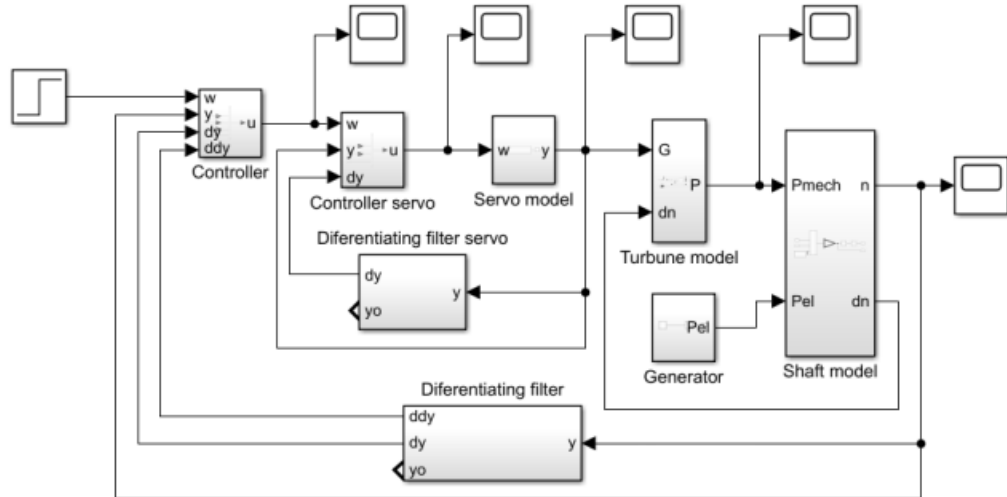 w
y
dy
ddy
u
Controller
w
y
dy
u
Controller servo
w
y
Servo model
G
dn
P
Turbune model
Pmech
Pel
n
dn
Shaft model
Diferentiating filter servo
dy
yo
y
Pel
Generator
Diferentiating filter
ddy
dy
yo
y